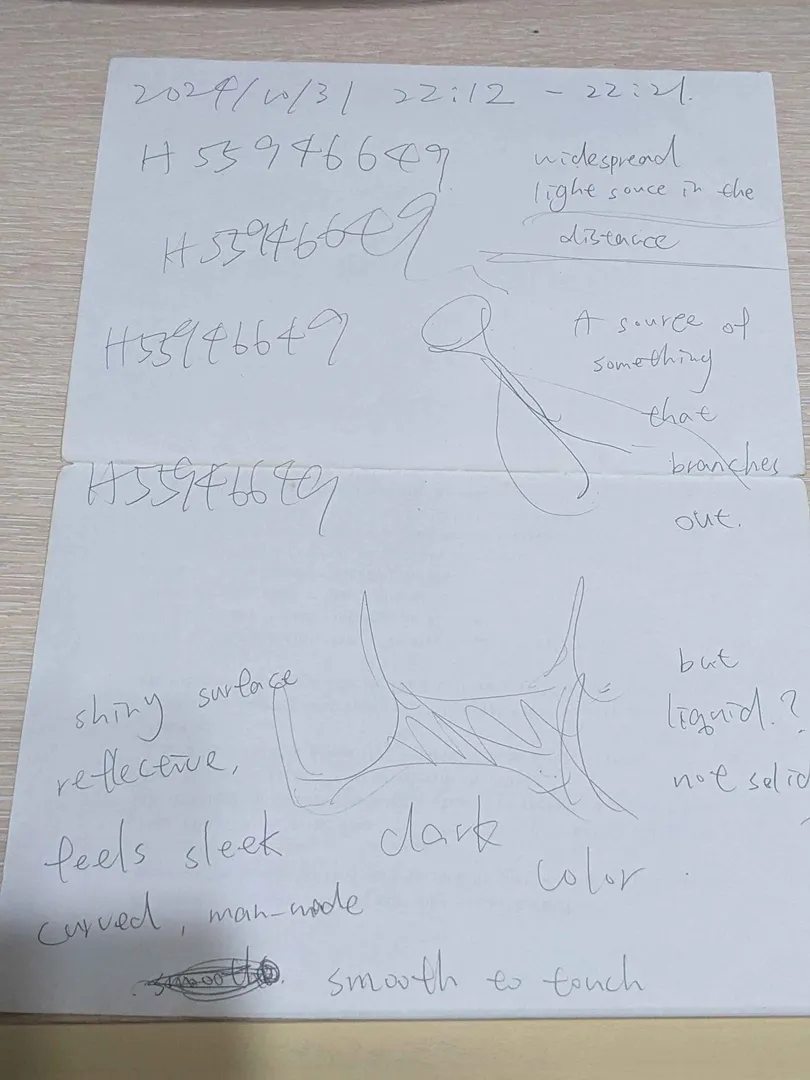 2024/10/31 22:12 - 22:21.
H55946649
widespread
light souce in the
distance
H55946649
H55946649
A source of
something
that
branches
out.
H55946649
shiny surface
reflective,
feels sleek
curved, man-made
but
liquid.?
not solid
dark
color.
smooth.
smooth to touch